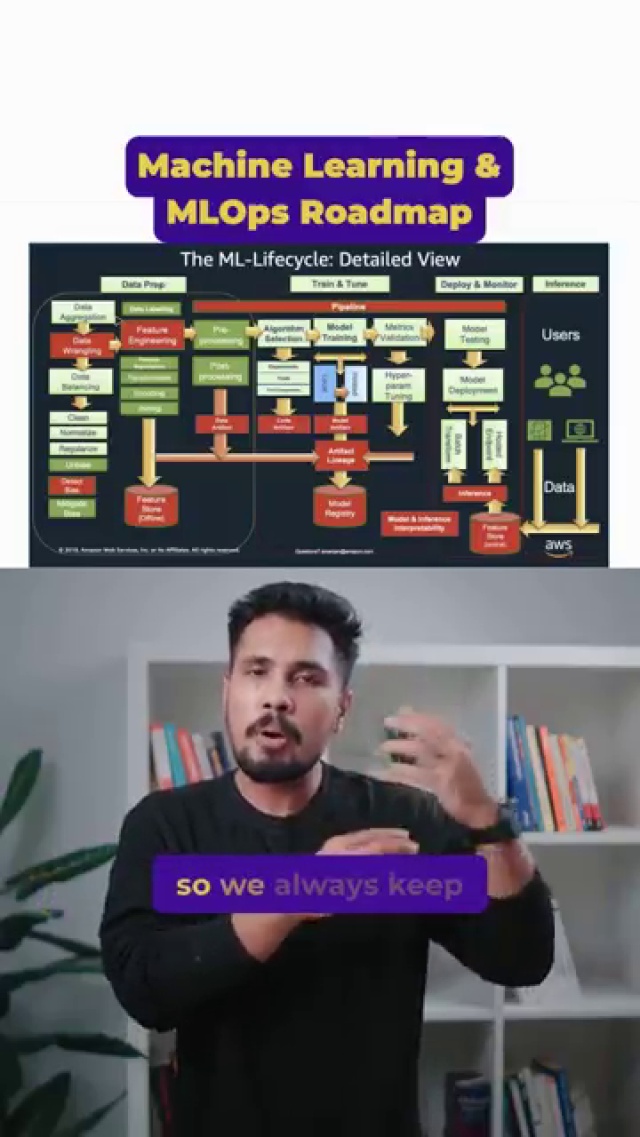 Machine Learning &
MLOps Roadmap
The ML-Lifecycle: Detailed View
Data Prep
Train & Tune
Deploy & Monitor
Inference
Pipeline
Data
Aggregation
Data Labelling
Feature
Engineering
Pre-
processing
Algorithm
Selection
Model
Training
Metrics
Validation
Model
Testing
Users
Data
Wrangling
Post-
processing
Data
Balancing
Hyper-
param
Tuning
Model
Deployment
Clean
Normalize
Regularize
Unbias
Detect
Bias
Mitigate
Bias
Data
Artifact
Code
Artifact
Model
Artifact
Artifact
Lineage
Batch
Transform
Hosted
Endpoint
Feature
Store
(Offline)
Model
Registry
Model & Inference
Interpretability
Inference
Feature
Store
Data
aws
so we always keep